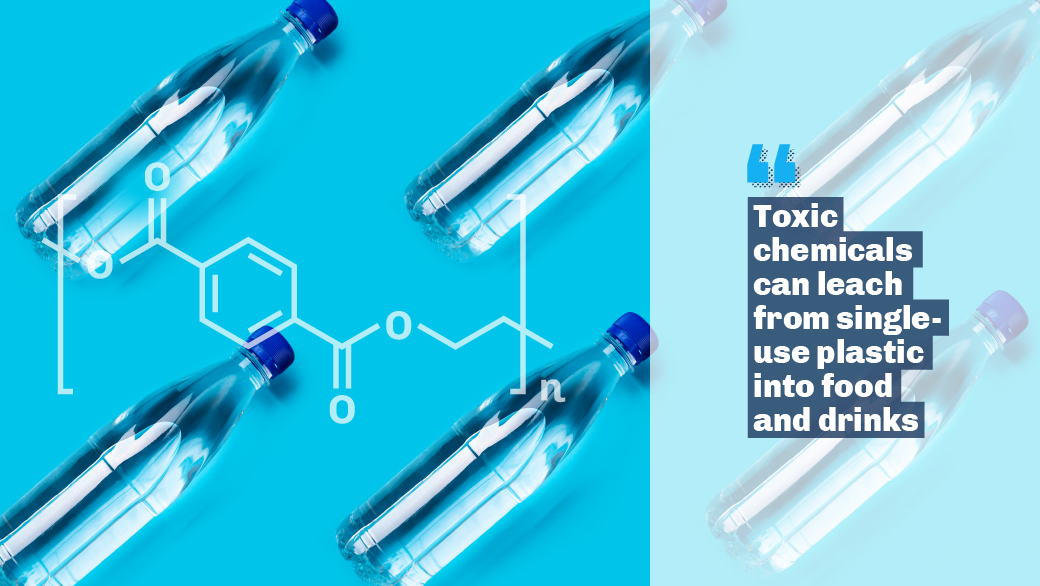 O
O
O
O
n
“
Toxic
chemicals
can leach
from single-
use plastic
into food
and drinks